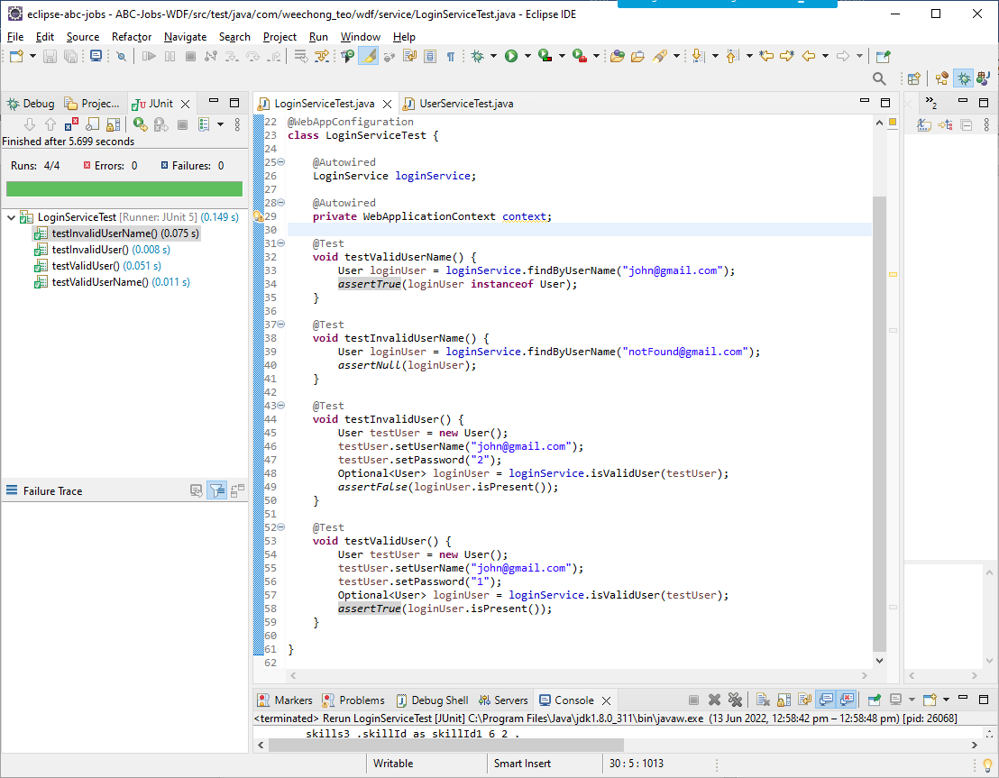 eclipse-abc-jobs - ABC-Jobs-WDF/src/test/java/com/weechong_teo/wdf/service/LoginServiceTest.java - Eclipse IDE
File Edit Source Refactor Navigate Search Project Run Window Help
Debug Projec... JUnit
Finished after 5.699 seconds
Runs: 4/4 Errors: 0 Failures: 0
LoginServiceTest [Runner: JUnit 5] (0.149 s)
testInvalidUserName() (0.075 s)
testInvalidUser() (0.008 s)
testValidUser() (0.051 s)
testValidUserName() (0.011 s)
Failure Trace
LoginServiceTest.java UserServiceTest.java
22 @WebAppConfiguration
23 class LoginServiceTest {
24
25 @Autowired
26 LoginService loginService;
27
28 @Autowired
29 private WebApplicationContext context;
30
31 @Test
32 void testValidUserName() {
33 User loginUser = loginService.findByUserName("john@gmail.com");
34 assertTrue(loginUser instanceof User);
35 }
36
37 @Test
38 void testInvalidUserName() {
39 User loginUser = loginService.findByUserName("notFound@gmail.com");
40 assertNull(loginUser);
41 }
42
43 @Test
44 void testInvalidUser() {
45 User testUser = new User();
46 testUser.setUserName("john@gmail.com");
47 testUser.setPassword("2");
48 Optional<User> loginUser = loginService.isValidUser(testUser);
49 assertFalse(loginUser.isPresent());
50 }
51
52 @Test
53 void testValidUser() {
54 User testUser = new User();
55 testUser.setUserName("john@gmail.com");
56 testUser.setPassword("1");
57 Optional<User> loginUser = loginService.isValidUser(testUser);
58 assertTrue(loginUser.isPresent());
59 }
60
61 }
62
»2
Markers Problems Debug Shell Servers Console
<terminated> Rerun LoginServiceTest [JUnit] C:\Program Files\Java\jdk1.8.0_311\bin\javaw.exe (13 Jun 2022, 12:58:42 pm – 12:58:48 pm) [pid: 26068]
skills3_.skillId as skillId1_6_2_,
Writable Smart Insert 30 : 5 : 1013